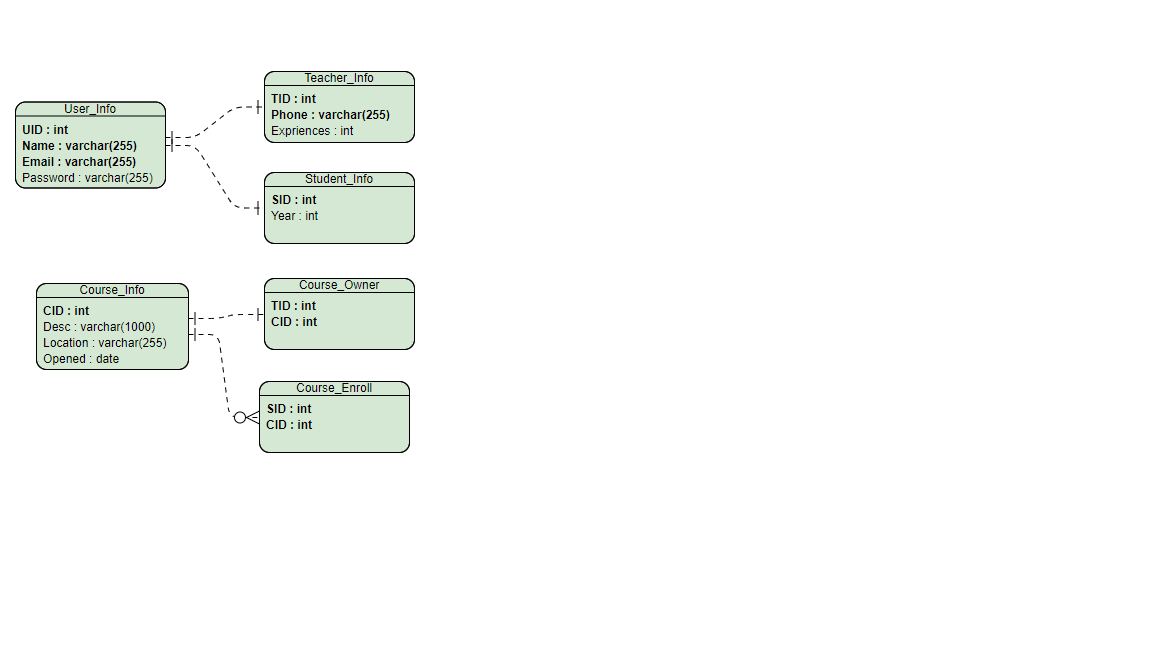 Teacher_Info
TID : int
Phone : varchar(255)
Expriences : int
User_Info
UID : int
Name : varchar(255)
Email : varchar(255)
Password : varchar(255)
Student_Info
SID : int
Year : int
Course_Info
CID : int
Desc : varchar(1000)
Location : varchar(255)
Opened : date
Course_Owner
TID : int
CID : int
Course_Enroll
SID : int
CID : int